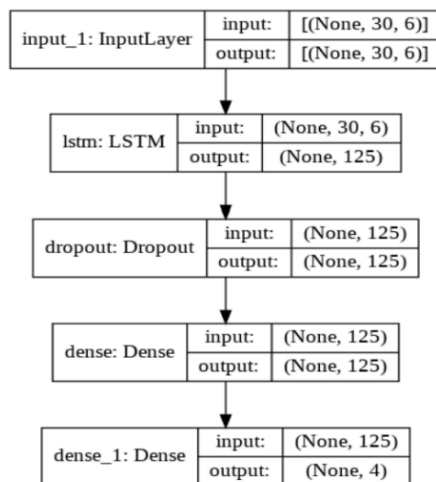 input_1: InputLayer
input: [(None, 30, 6)]
output: [(None, 30, 6)]
lstm: LSTM
input: (None, 30, 6)
output: (None, 125)
dropout: Dropout
input: (None, 125)
output: (None, 125)
dense: Dense
input: (None, 125)
output: (None, 125)
dense_1: Dense
input: (None, 125)
output: (None, 4)